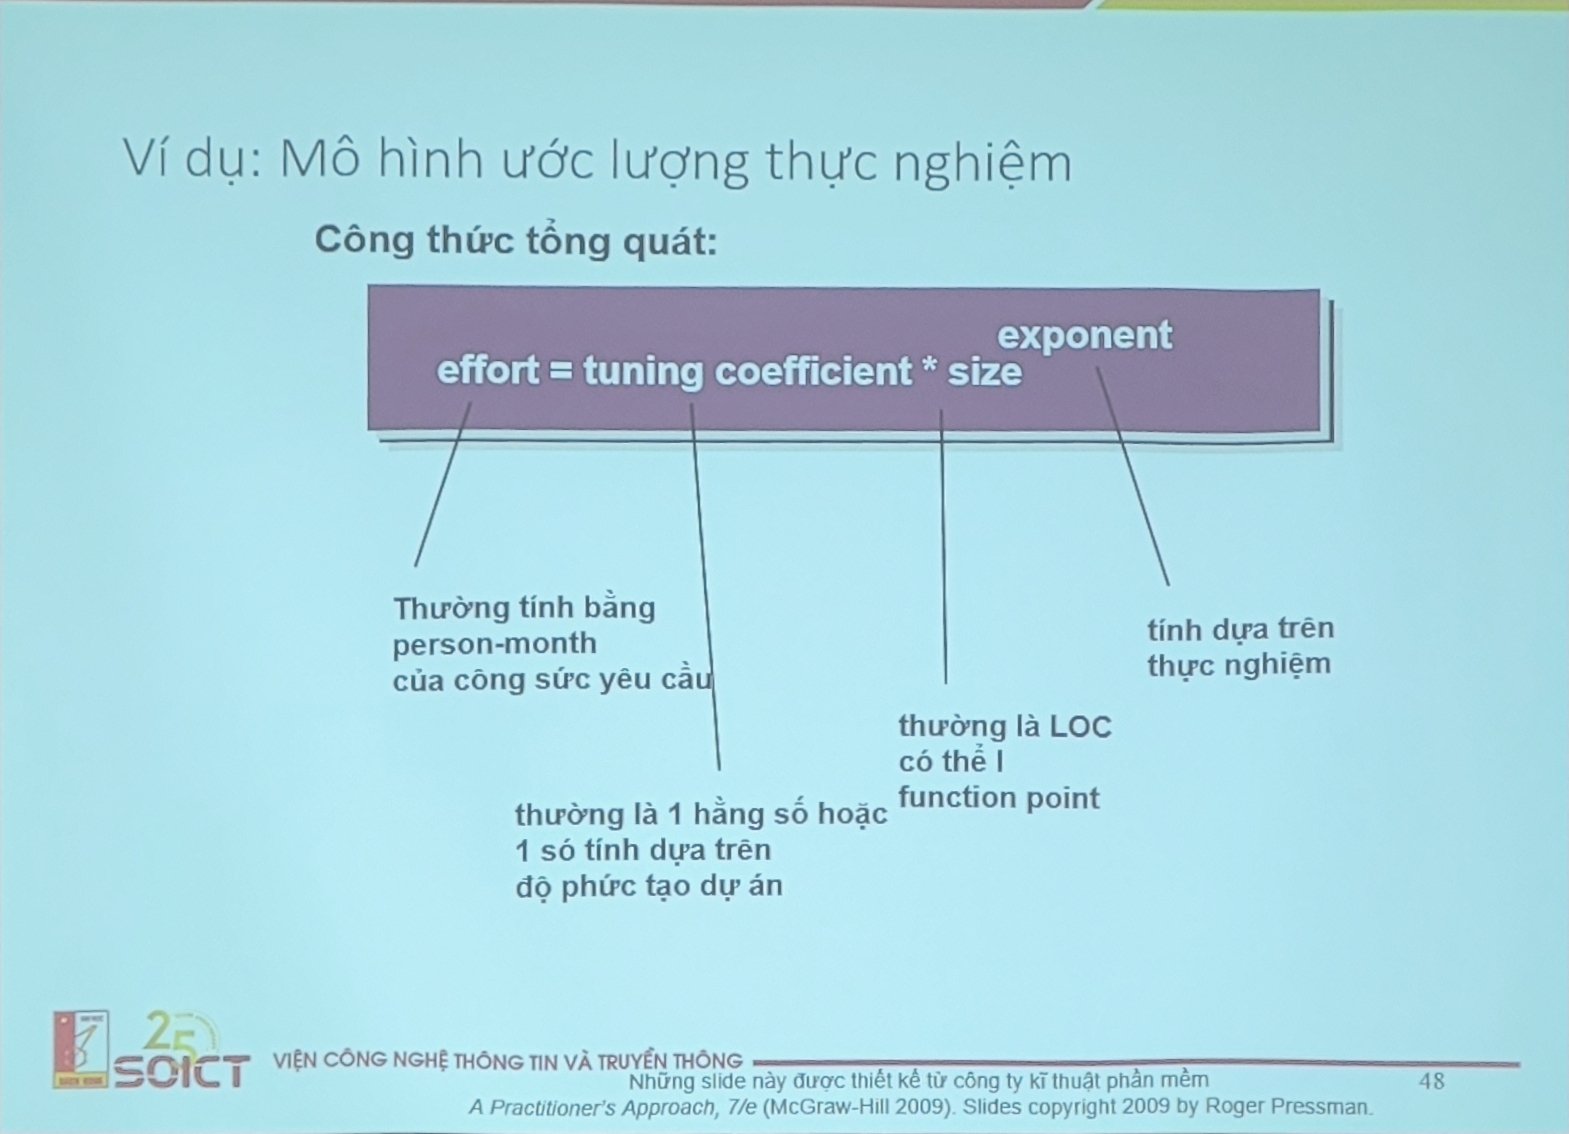 Ví dụ: Mô hình ước lượng thực nghiệm
Công thức tổng quát:
exponent
effort = tuning coefficient * size
Thường tính bằng
person-month
của công sức yêu cầu
tính dựa trên
thực nghiệm
thường là LOC
có thể l
function point
thường là 1 hằng số hoặc
1 só tính dựa trên
độ phức tạo dự án
25
SOICT
VIỆN CÔNG NGHỆ THÔNG TIN VÀ TRUYỀN THÔNG
Những slide này được thiết kế từ công ty kĩ thuật phần mềm
48
A Practitioner's Approach, 7/e (McGraw-Hill 2009). Slides copyright 2009 by Roger Pressman.